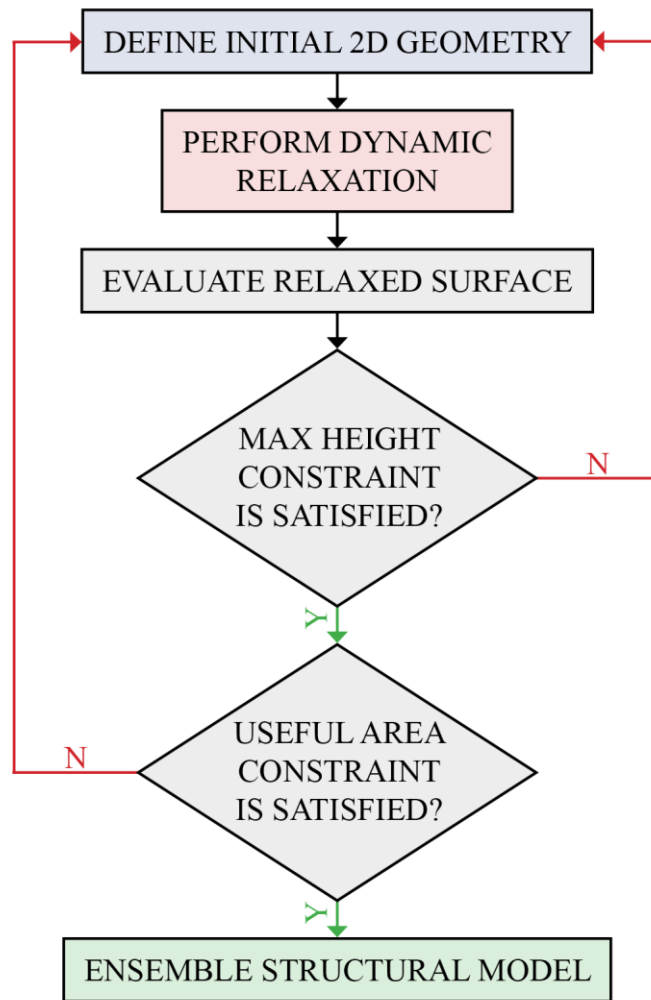 DEFINE INITIAL 2D GEOMETRY
PERFORM DYNAMIC
RELAXATION
EVALUATE RELAXED SURFACE
MAX HEIGHT
CONSTRAINT
IS SATISFIED?
N
Y
USEFUL AREA
CONSTRAINT
IS SATISFIED?
N
Y
ENSEMBLE STRUCTURAL MODEL